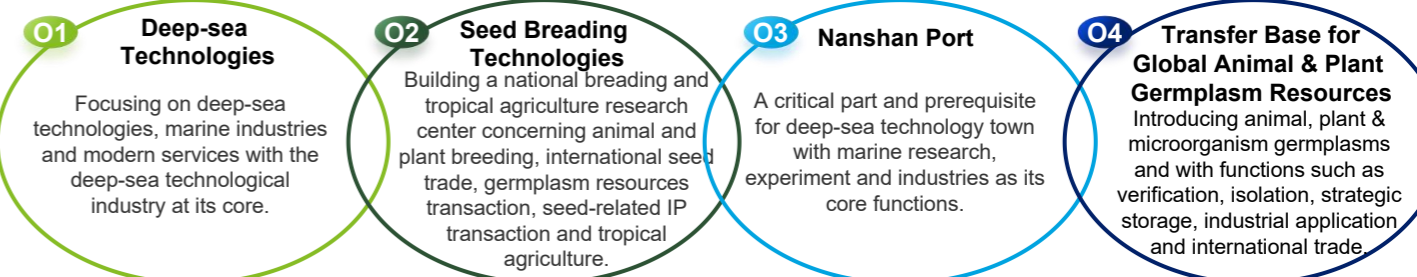 01
Deep-sea
Technologies
Focusing on deep-sea
technologies, marine industries
and modern services with the
deep-sea technological
industry at its core.
02
Seed Breading
Technologies
Building a national breading and
tropical agriculture research
center concerning animal and
plant breeding, international seed
trade, germplasm resources
transaction, seed-related IP
transaction and tropical
agriculture.
03
Nanshan Port
A critical part and prerequisite
for deep-sea technology town
with marine research,
experiment and industries as its
core functions.
04
Transfer Base for
Global Animal & Plant
Germplasm Resources
Introducing animal, plant &
microorganism germplasms
and with functions such as
verification, isolation, strategic
storage, industrial application
and international trade.